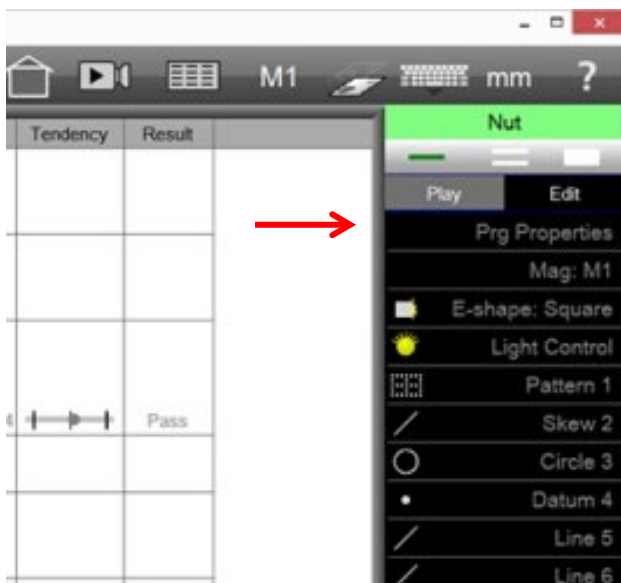 M1 mm ?
Nut
Tendency Result
Play Edit
Prg Properties
Mag: M1
E-shape: Square
Light Control
Pattern 1
Pass
Skew 2
Circle 3
Datum 4
Line 5
Line 6